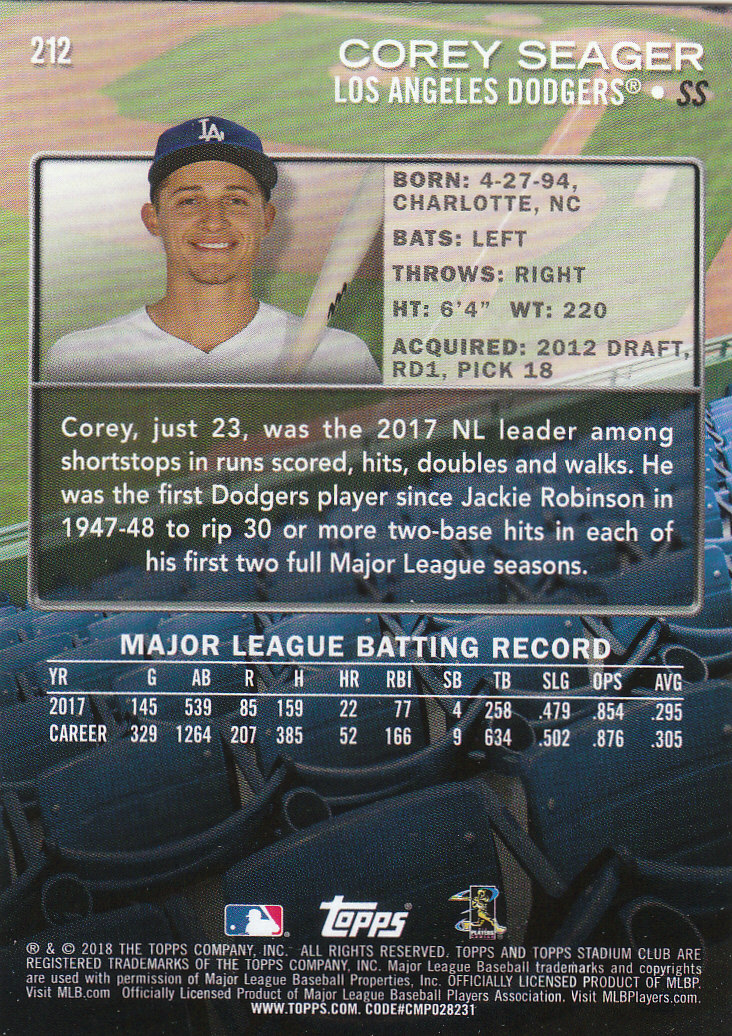 212
COREY SEAGER
LOS ANGELES DODGERS® • SS
LA
BORN: 4-27-94,
CHARLOTTE, NC
BATS: LEFT
THROWS: RIGHT
HT: 6'4" WT: 220
ACQUIRED: 2012 DRAFT,
RD1, PICK 18
Corey, just 23, was the 2017 NL leader among
shortstops in runs scored, hits, doubles and walks. He
was the first Dodgers player since Jackie Robinson in
1947-48 to rip 30 or more two-base hits in each of
his first two full Major League seasons.
MAJOR LEAGUE BATTING RECORD
YR G AB R H HR RBI SB TB SLG OPS AVG
2017 145 539 85 159 22 77 4 258 .479 .854 .295
CAREER 329 1264 207 385 52 166 9 634 .502 .876 .305
Topps®
PLAYERS
® & © 2018 THE TOPPS COMPANY, INC. ALL RIGHTS RESERVED. TOPPS AND TOPPS STADIUM CLUB ARE
REGISTERED TRADEMARKS OF THE TOPPS COMPANY, INC. Major League Baseball trademarks and copyrights
are used with permission of Major League Baseball Properties, Inc. OFFICIALLY LICENSED PRODUCT OF MLBP.
Visit MLB.com Officially Licensed Product of Major League Baseball Players Association. Visit MLBPlayers.com.
WWW.TOPPS.COM. CODE#CMP028231